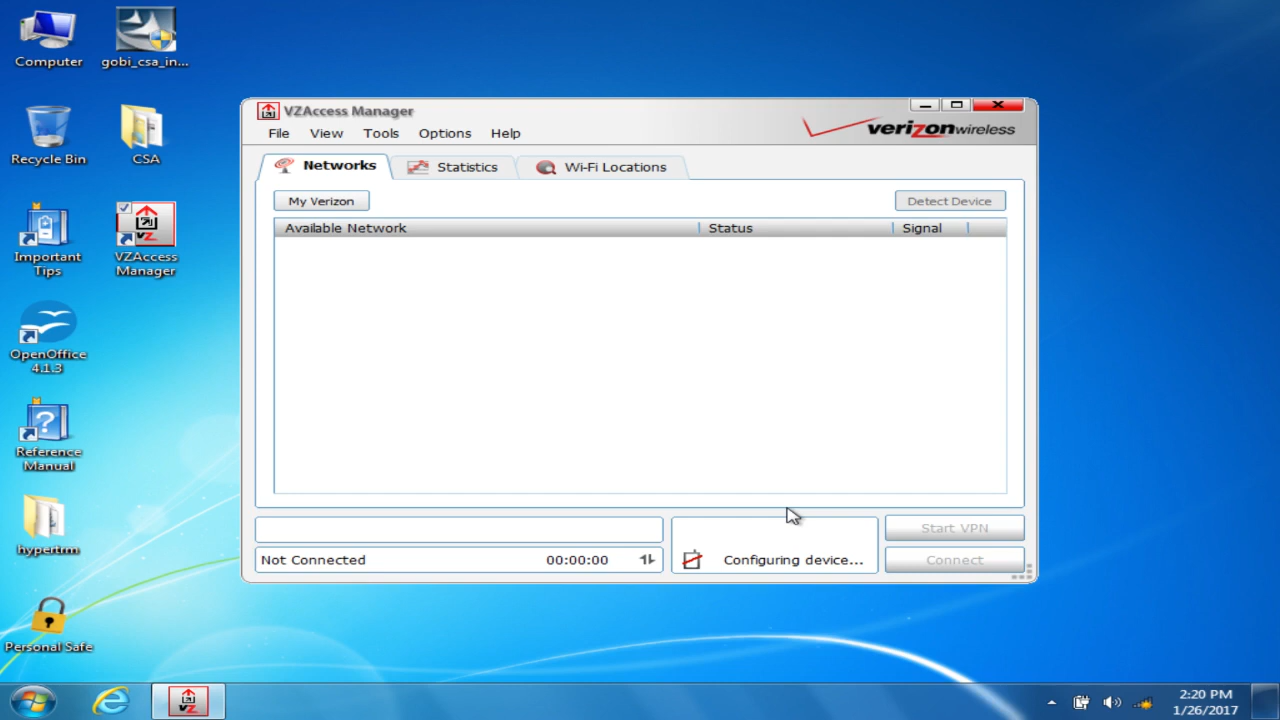 Computer
gobi_csa_in...
Recycle Bin
CSA
Important
Tips
VZAccess
Manager
OpenOffice
4.1.3
Reference
Manual
hypertrm
Personal Safe
VZAccess Manager
File View Tools Options Help
verizonwireless
Networks Statistics Wi-Fi Locations
My Verizon Detect Device
Available Network Status Signal
Start VPN
Not Connected 00:00:00 Configuring device... Connect
2:20 PM
1/26/2017